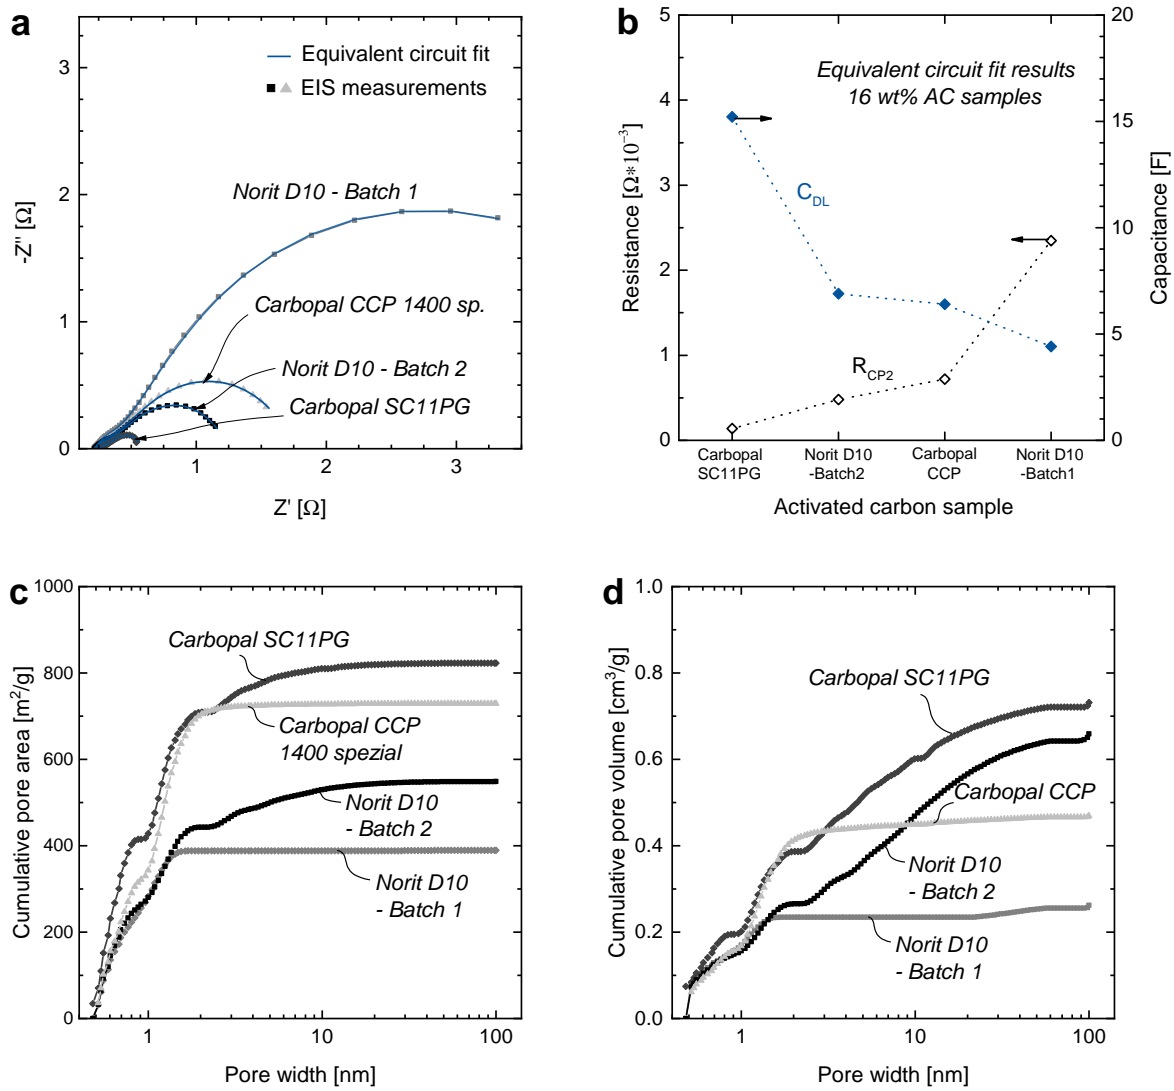 a
3
2
1
0
1
2
3
-Z'' [Ω]
Z' [Ω]
Equivalent circuit fit
EIS measurements
Norit D10 - Batch 1
Carbopal CCP 1400 sp.
Norit D10 - Batch 2
Carbopal SC11PG
b
5
4
3
2
1
0
20
15
10
5
0
Resistance [Ω*10⁻³]
Capacitance [F]
Equivalent circuit fit results
16 wt% AC samples
C_DL
R_CP2
Carbopal
SC11PG
Norit D10
-Batch2
Carbopal
CCP
Norit D10
-Batch1
Activated carbon sample
c
1000
800
600
400
200
0
1
10
100
Cumulative pore area [m²/g]
Pore width [nm]
Carbopal SC11PG
Carbopal CCP
1400 spezial
Norit D10
- Batch 2
Norit D10
- Batch 1
d
1.0
0.8
0.6
0.4
0.2
0.0
1
10
100
Cumulative pore volume [cm³/g]
Pore width [nm]
Carbopal SC11PG
Carbopal CCP
Norit D10
- Batch 2
Norit D10
- Batch 1